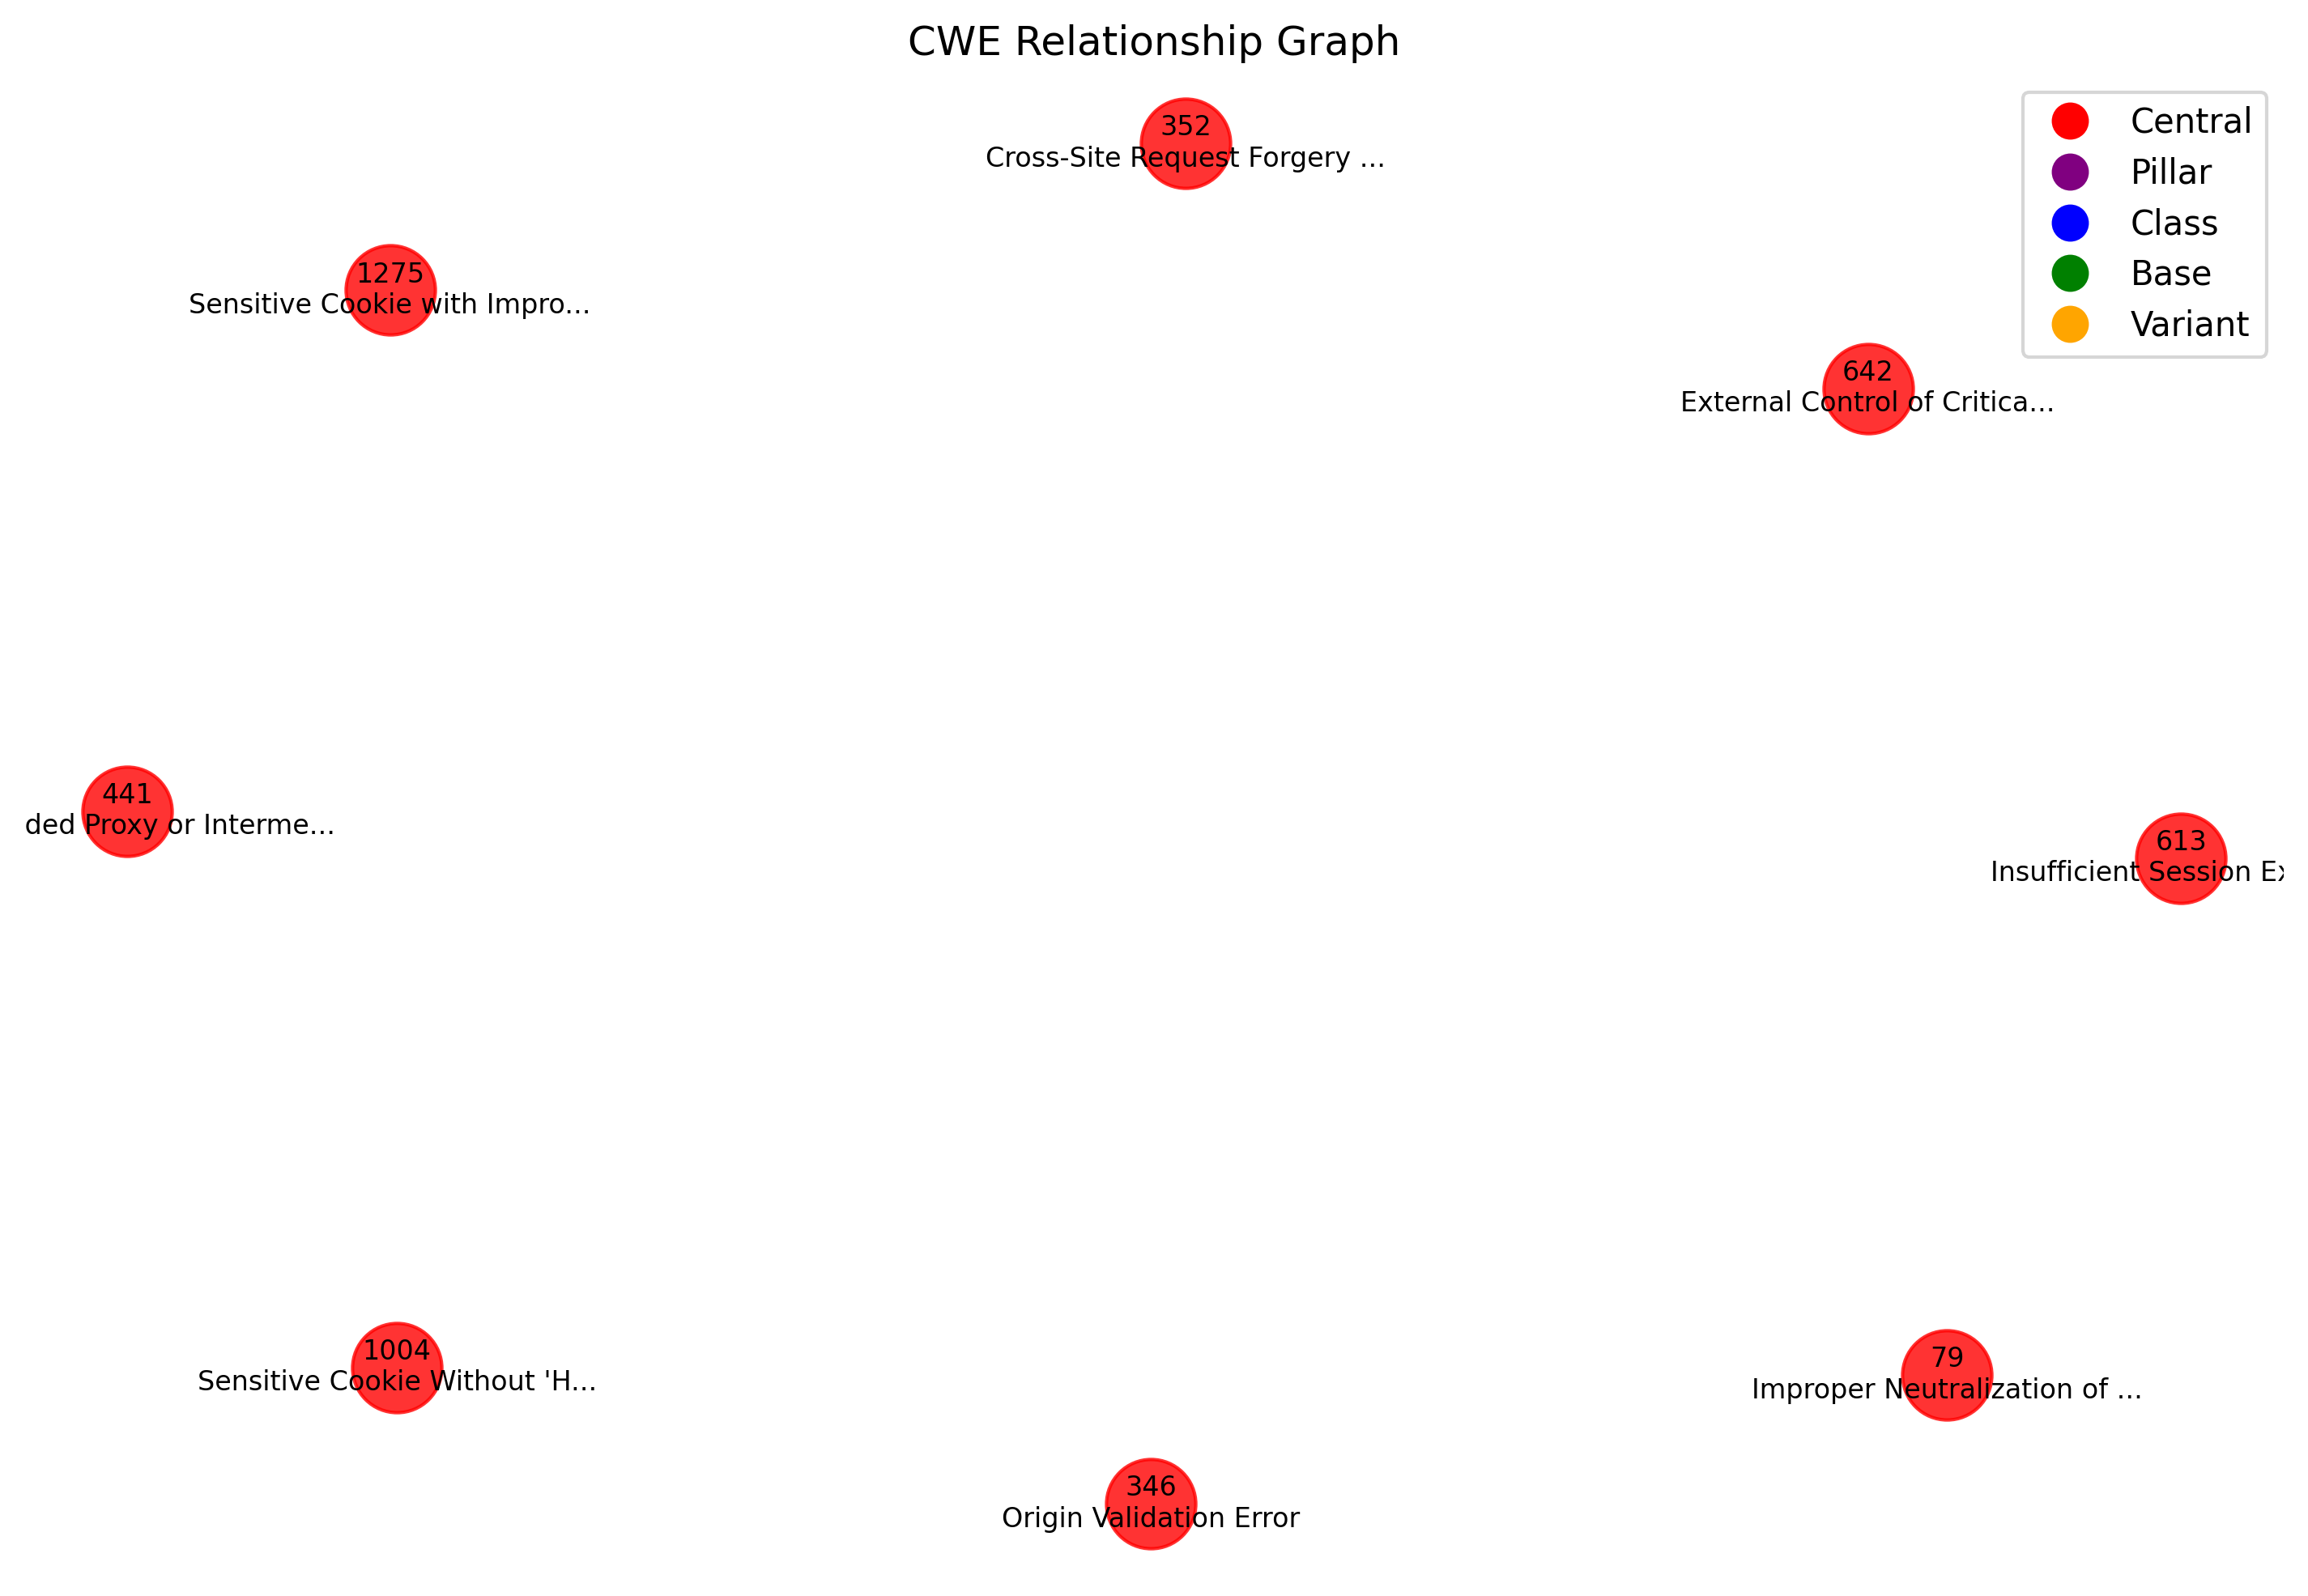 CWE Relationship Graph
352
Cross-Site Request Forgery ...
Central
Pillar
Class
Base
Variant
1275
Sensitive Cookie with Impro...
642
External Control of Critica...
441
ded Proxy or Interme...
613
Insufficient Session Ex
1004
Sensitive Cookie Without 'H...
79
Improper Neutralization of ...
346
Origin Validation Error